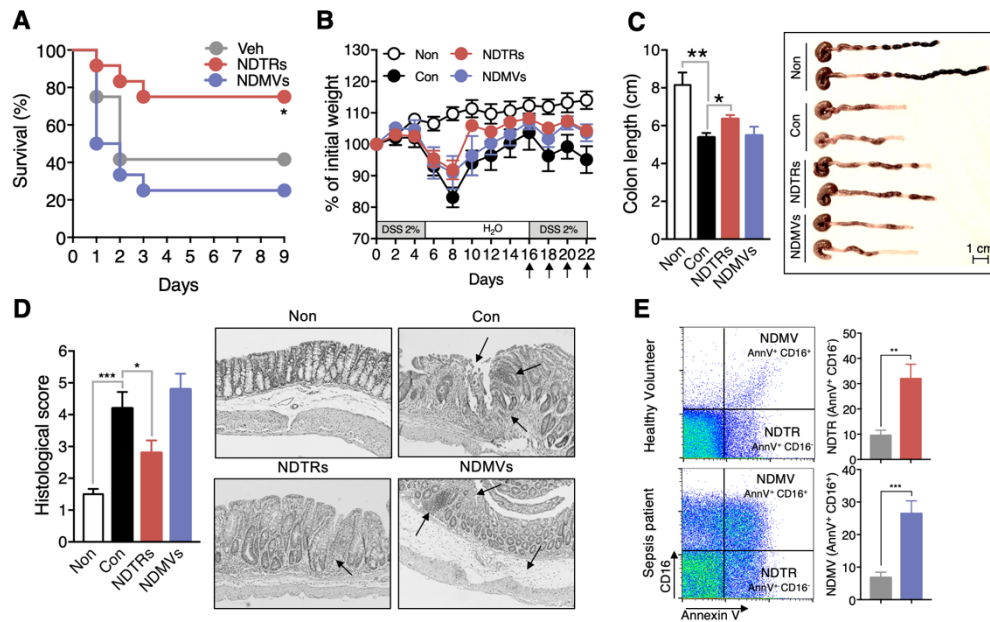 A
Survival (%)
100
80
60
40
20
0
Veh
NDTRs
NDMVs
*
0 1 2 3 4 5 6 7 8 9
Days
B
% of initial weight
130
120
110
100
90
80
70
Non NDTRs
Con NDMVs
DSS 2% H₂O DSS 2%
0 2 4 6 8 10 12 14 16 18 20 22
Days
C
Colon length (cm)
10
8
6
4
2
0
**
*
Non Con NDTRs NDMVs
Non
Con
NDTRs
NDMVs
1 cm
D
Histological score
6
5
4
3
2
1
0
***
*
Non Con NDTRs NDMVs
Non Con
NDTRs NDMVs
E
Healthy Volunteer
NDMV
AnnV⁺ CD16⁺
NDTR
AnnV⁺ CD16⁻
NDTR (AnnV⁺ CD16⁻)
50
40
30
20
10
0
**
Sepsis patient
NDMV
AnnV⁺ CD16⁺
NDTR
AnnV⁺ CD16⁻
CD16
Annexin V
NDMV (AnnV⁺ CD16⁺)
40
30
20
10
0
***